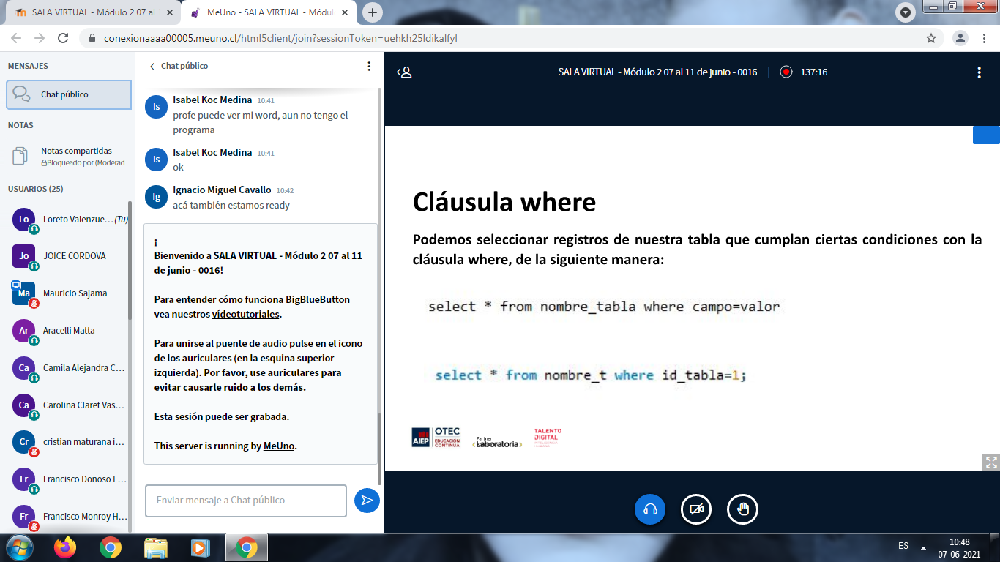 SALA VIRTUAL - Módulo 2 07 al 1
MeUno - SALA VIRTUAL - Módul
conexionaaaa00005.meuno.cl/html5client/join?sessionToken=uehkh25ldikalfyl
MENSAJES
Chat público
NOTAS
Notas compartidas
Bloqueado por (Moderad...
USUARIOS (25)
Lo Loreto Valenzue... (Tu)
Jo JOICE CORDOVA
Ma Mauricio Sajama
Ar Aracelli Matta
Ca Camila Alejandra C...
Ca Carolina Claret Vas...
Cr cristian maturana i...
Fr Francisco Donoso E...
Fr Francisco Monroy H...
Chat público
Is Isabel Koc Medina 10:41
profe puede ver mi word, aun no tengo el
programa
Is Isabel Koc Medina 10:41
ok
Ig Ignacio Miguel Cavallo 10:42
acá también estamos ready
¡
Bienvenido a SALA VIRTUAL - Módulo 2 07 al 11
de junio - 0016!
Para entender cómo funciona BigBlueButton
vea nuestros vídeotutoriales.
Para unirse al puente de audio pulse en el icono
de los auriculares (en la esquina superior
izquierda). Por favor, use auriculares para
evitar causarle ruido a los demás.
Esta sesión puede ser grabada.
This server is running by MeUno.
Enviar mensaje a Chat público
SALA VIRTUAL - Módulo 2 07 al 11 de junio - 0016 | 137:16
Cláusula where
Podemos seleccionar registros de nuestra tabla que cumplan ciertas condiciones con la
cláusula where, de la siguiente manera:
select * from nombre_tabla where campo=valor
select * from nombre_t where id_tabla=1;
AIEP
OTEC
EDUCACIÓN
CONTINUA
Partner
Laboratoria
TALENTO
DIGITAL
ES
10:48
07-06-2021